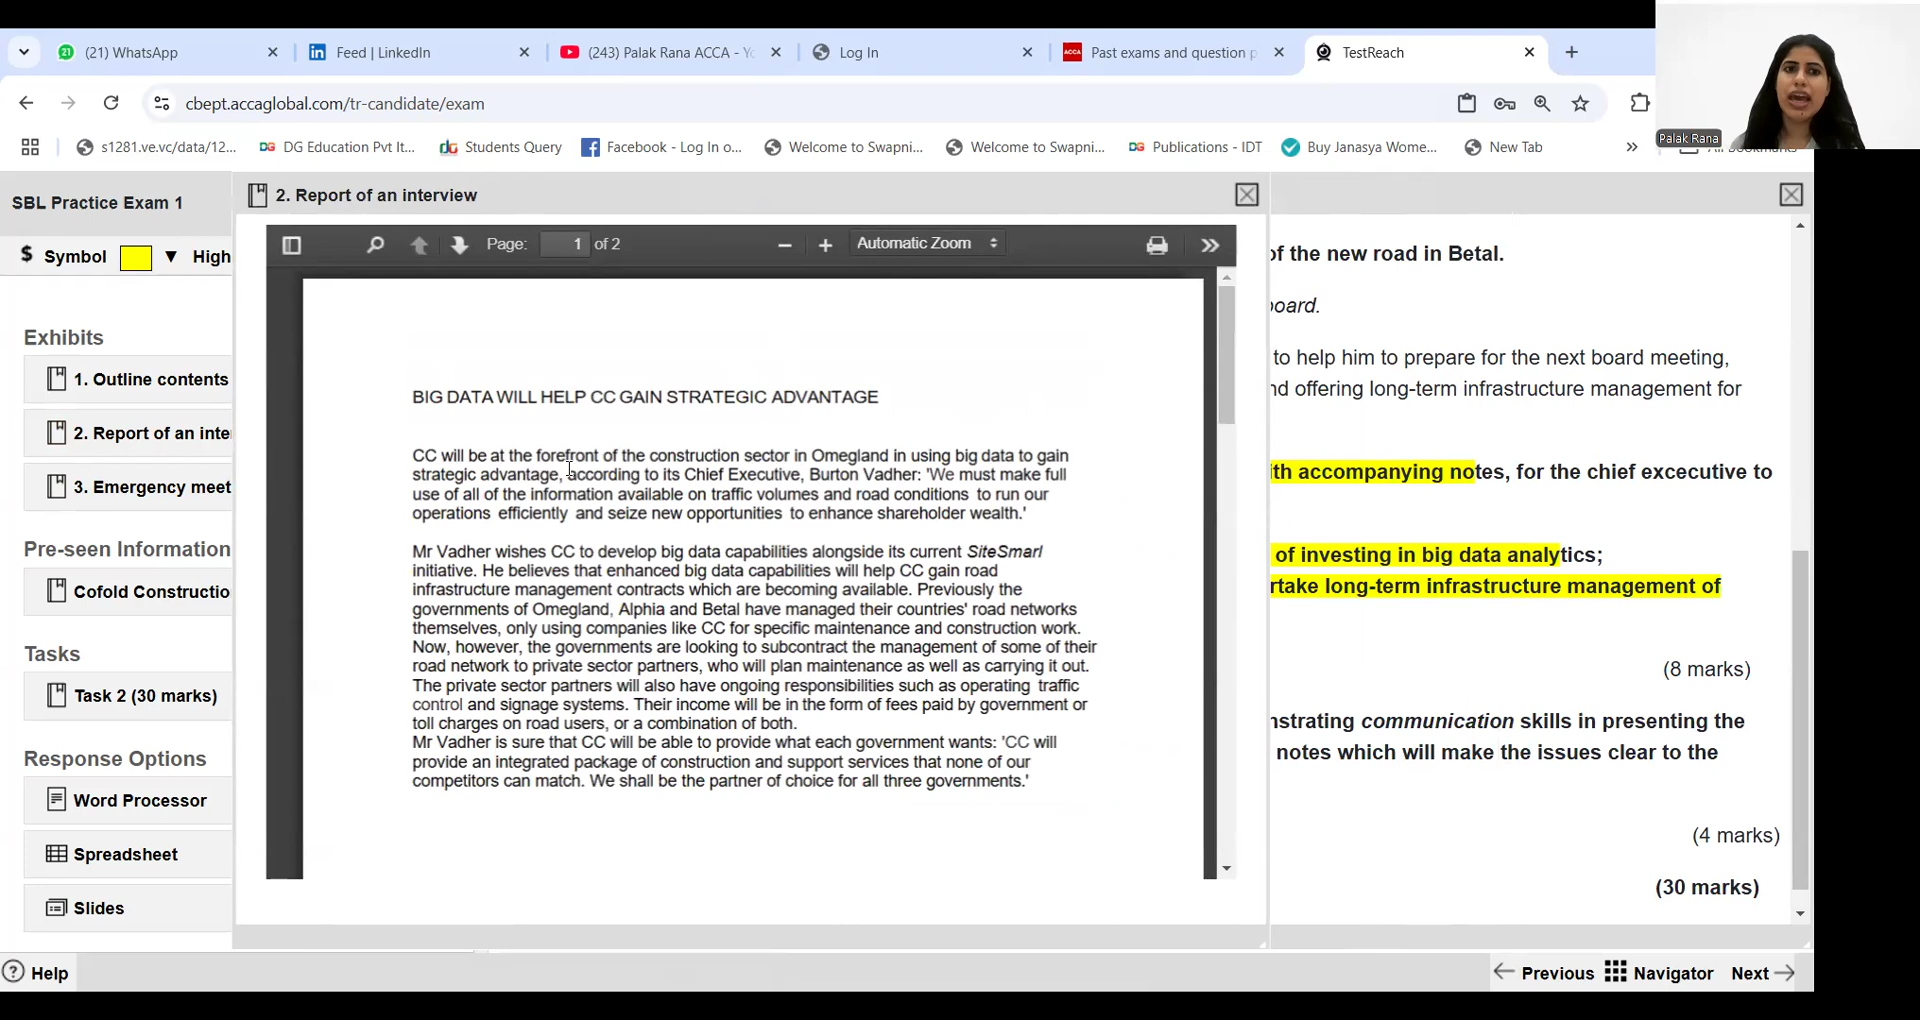 (21) WhatsApp
Feed | LinkedIn
(243) Palak Rana ACCA - Yo
Log In
Past exams and question p
TestReach
cbept.accaglobal.com/tr-candidate/exam
Palak Rana
s1281.ve.vc/data/12...
DG Education Pvt It...
Students Query
Facebook - Log In o...
Welcome to Swapni...
Welcome to Swapni...
Publications - IDT
Buy Janasya Wome...
New Tab
SBL Practice Exam 1
2. Report of an interview
$ Symbol
High
Page: 1 of 2
Automatic Zoom
Exhibits
1. Outline contents
2. Report of an inte
3. Emergency meet
Pre-seen Information
Cofold Constructio
Tasks
Task 2 (30 marks)
Response Options
Word Processor
Spreadsheet
Slides
BIG DATA WILL HELP CC GAIN STRATEGIC ADVANTAGE
CC will be at the forefront of the construction sector in Omegland in using big data to gain
strategic advantage, according to its Chief Executive, Burton Vadher: 'We must make full
use of all of the information available on traffic volumes and road conditions to run our
operations efficiently and seize new opportunities to enhance shareholder wealth.'
Mr Vadher wishes CC to develop big data capabilities alongside its current SiteSmart
initiative. He believes that enhanced big data capabilities will help CC gain road
infrastructure management contracts which are becoming available. Previously the
governments of Omegland, Alphia and Betal have managed their countries' road networks
themselves, only using companies like CC for specific maintenance and construction work.
Now, however, the governments are looking to subcontract the management of some of their
road network to private sector partners, who will plan maintenance as well as carrying it out.
The private sector partners will also have ongoing responsibilities such as operating traffic
control and signage systems. Their income will be in the form of fees paid by government or
toll charges on road users, or a combination of both.
Mr Vadher is sure that CC will be able to provide what each government wants: 'CC will
provide an integrated package of construction and support services that none of our
competitors can match. We shall be the partner of choice for all three governments.'
of the new road in Betal.
board.
to help him to prepare for the next board meeting,
nd offering long-term infrastructure management for
ith accompanying notes, for the chief excecutive to
of investing in big data analytics;
rtake long-term infrastructure management of
(8 marks)
nstrating communication skills in presenting the
notes which will make the issues clear to the
(4 marks)
(30 marks)
Help
Previous
Navigator
Next